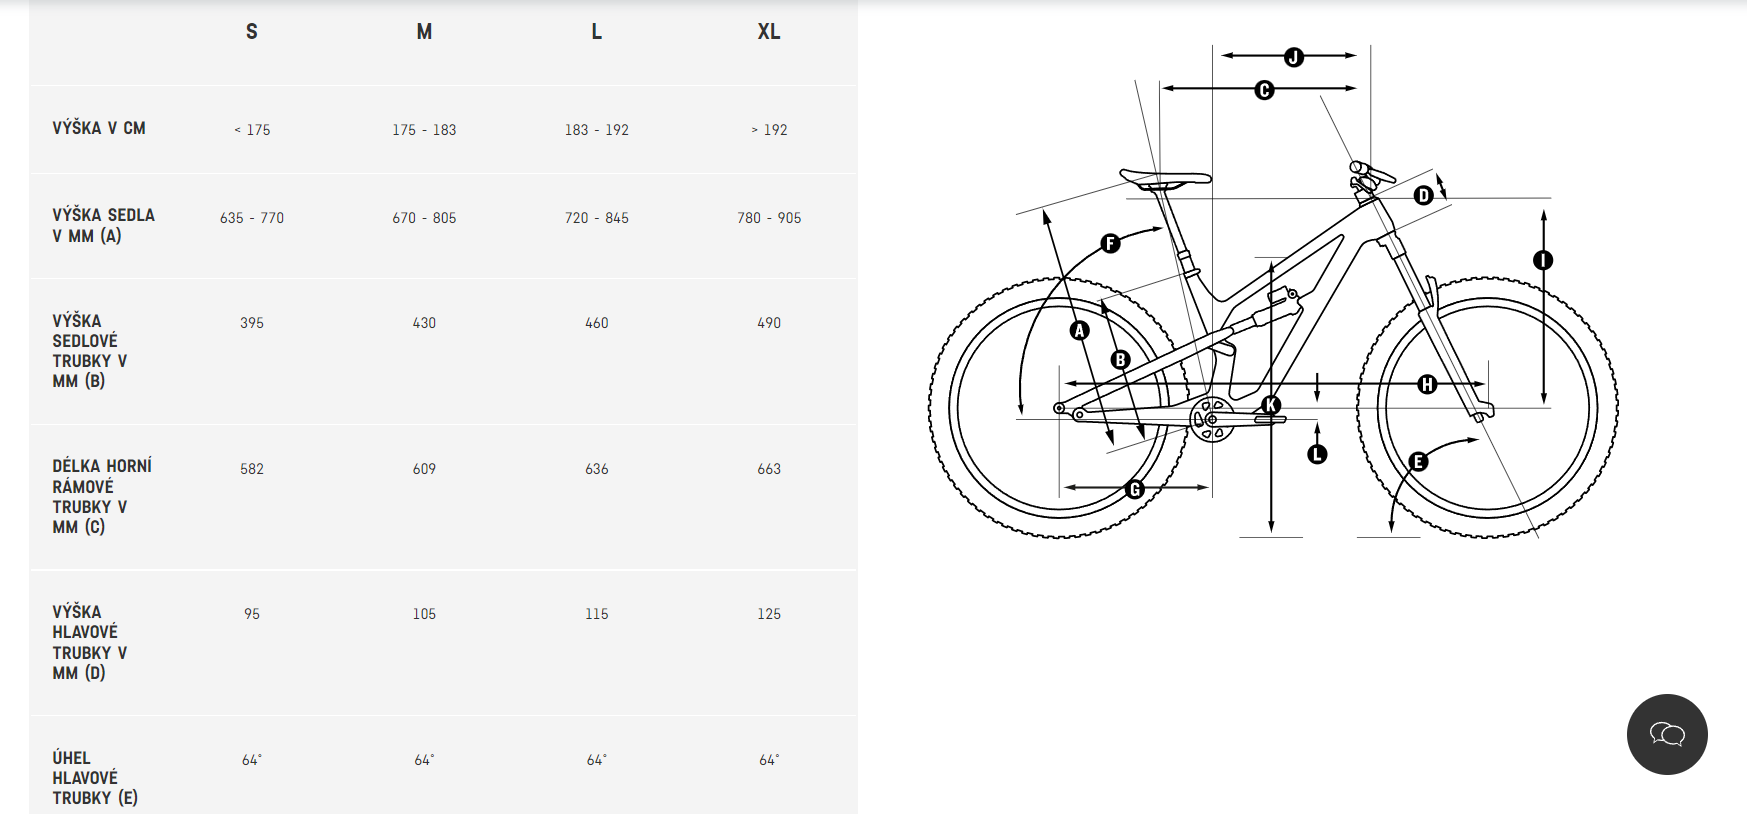 S M L XL
VÝŠKA V CM < 175 175 - 183 183 - 192 > 192
VÝŠKA SEDLA 635 - 770 670 - 805 720 - 845 780 - 905
V MM (A)
VÝŠKA 395 430 460 490
SEDLOVÉ
TRUBKY V
MM (B)
DÉLKA HORNÍ 582 609 636 663
RÁMOVÉ
TRUBKY V
MM (C)
VÝŠKA 95 105 115 125
HLAVOVÉ
TRUBKY V
MM (D)
ÚHEL 64° 64° 64° 64°
HLAVOVÉ
TRUBKY (E)
J
C
D
F
I
A
B
H
K
L
E
G